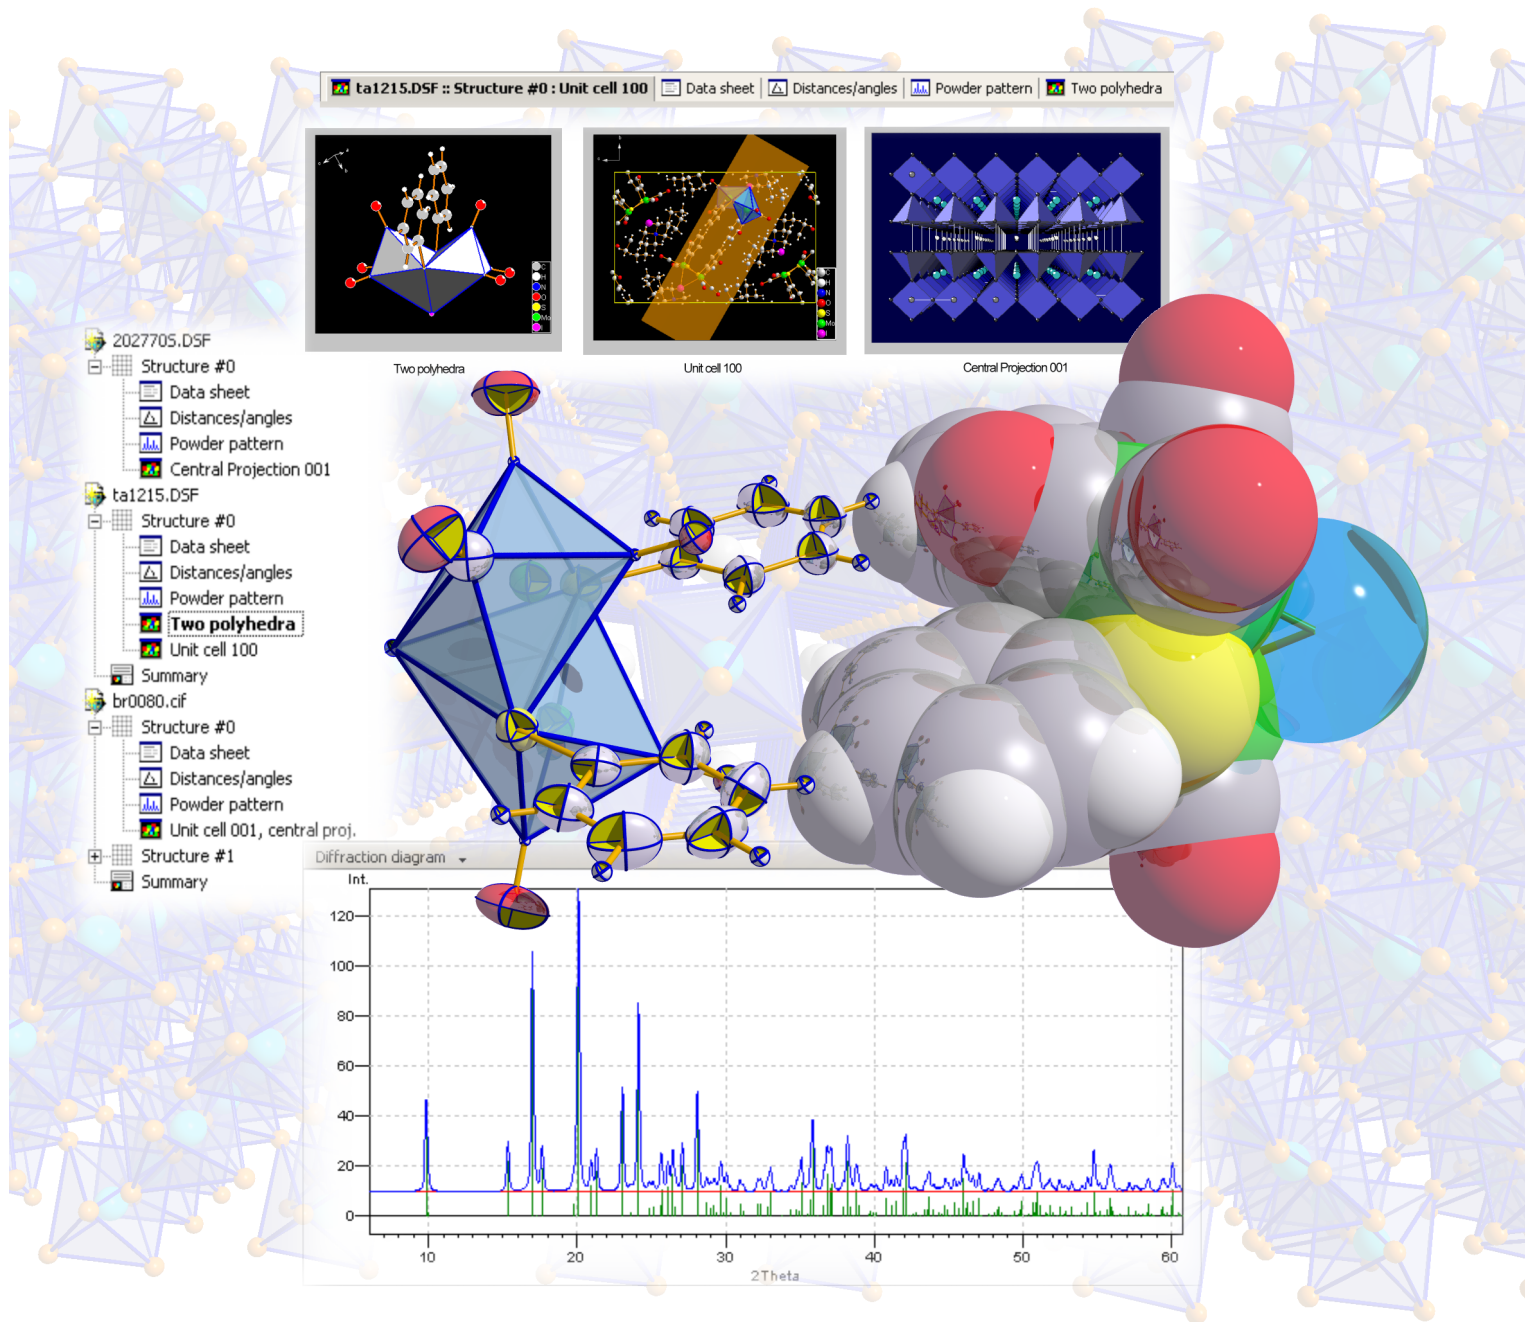 ta1215.DSF :: Structure #0 : Unit cell 100 Data sheet Distances/angles Powder pattern Two polyhedra
C
H
N
O
S
Mo
I
C
H
N
O
S
Mo
I
Two polyhedra Unit cell 100 Central Projection 001
202770S.DSF
Structure #0
Data sheet
Distances/angles
Powder pattern
Central Projection 001
ta1215.DSF
Structure #0
Data sheet
Distances/angles
Powder pattern
Two polyhedra
Unit cell 100
Summary
br0080.cif
Structure #0
Data sheet
Distances/angles
Powder pattern
Unit cell 001, central proj.
Structure #1
Summary
Diffraction diagram
Int.
120
100
80
60
40
20
0
10 20 30 40 50 60
2Theta